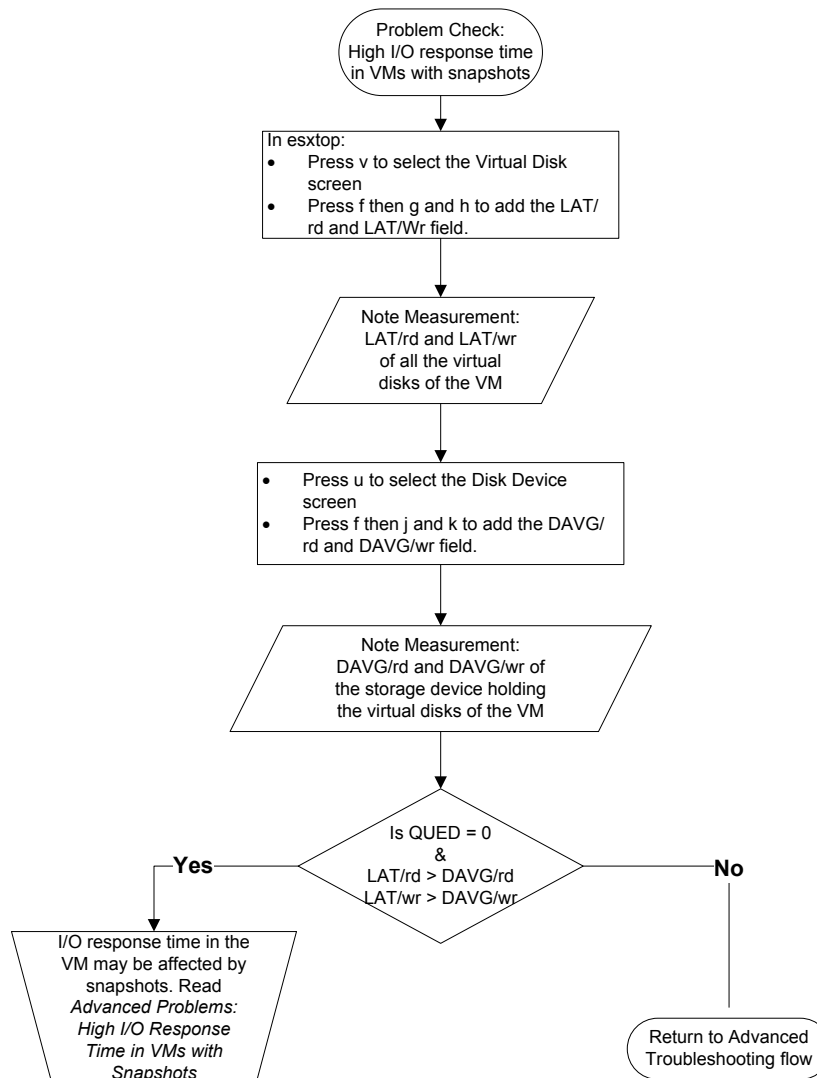 Problem Check:
High I/O response time
in VMs with snapshots
In esxtop:
• Press v to select the Virtual Disk
screen
• Press f then g and h to add the LAT/
rd and LAT/Wr field.
Note Measurement:
LAT/rd and LAT/wr
of all the virtual
disks of the VM
• Press u to select the Disk Device
screen
• Press f then j and k to add the DAVG/
rd and DAVG/wr field.
Note Measurement:
DAVG/rd and DAVG/wr of
the storage device holding
the virtual disks of the VM
Is QUED = 0
&
LAT/rd > DAVG/rd
LAT/wr > DAVG/wr
Yes
No
I/O response time in the
VM may be affected by
snapshots. Read
Advanced Problems:
High I/O Response
Time in VMs with
Snapshots
Return to Advanced
Troubleshooting flow